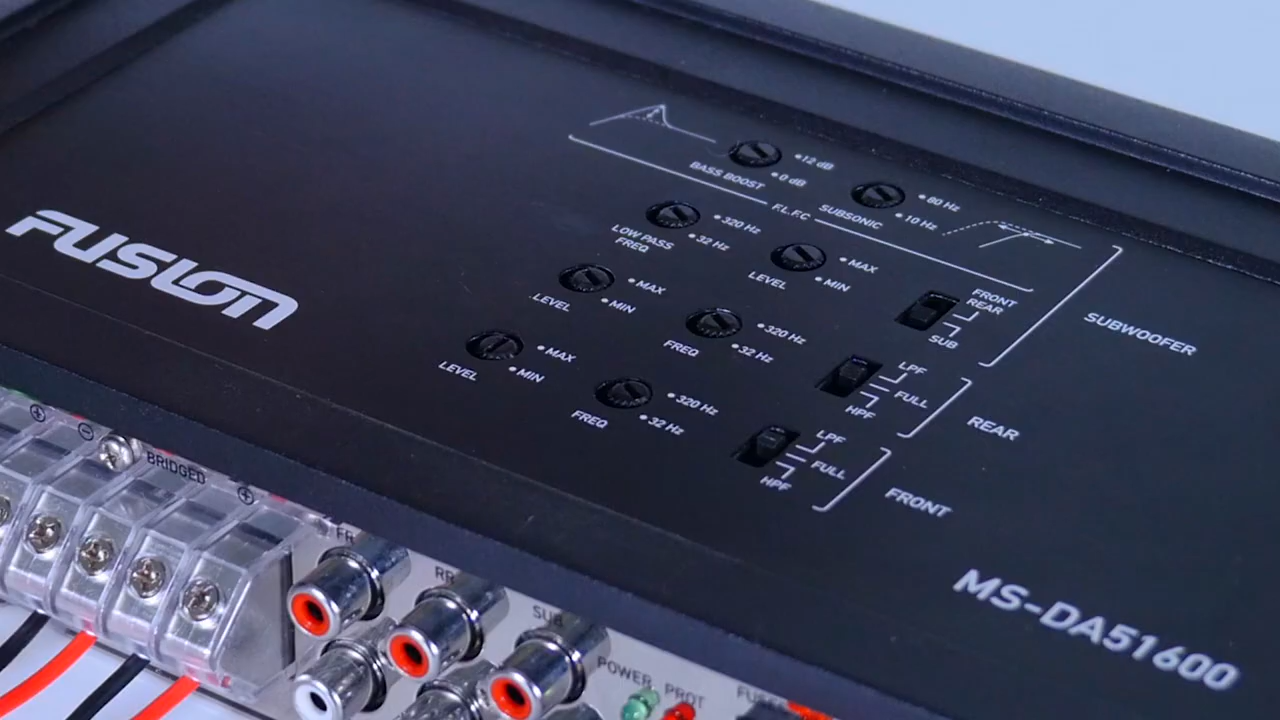 FUSION
12 dB
BASS BOOST
0 dB
80 Hz
SUBSONIC
10 Hz
F.L.F.C
320 Hz
LOW PASS
FREQ
32 Hz
MAX
LEVEL
MIN
FRONT
REAR
SUB
SUBWOOFER
MAX
LEVEL
MIN
320 Hz
FREQ
32 Hz
LPF
FULL
HPF
REAR
MAX
LEVEL
MIN
320 Hz
FREQ
32 Hz
LPF
FULL
HPF
FRONT
MS-DA51600
BRIDGED
FR
RR
SUB
POWER
PROT